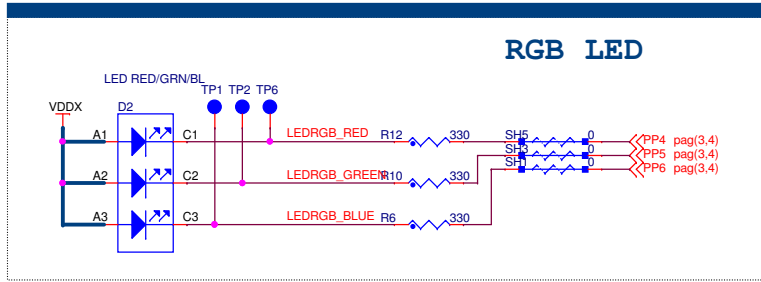 RGB LED
LED RED/GRN/BL
TP1 TP2 TP6
VDDX D2
A1 C1 LEDRGB_RED R12 330 SH5 0 PP4 pag(3,4)
SH3 0 PP5 pag(3,4)
A2 C2 LEDRGB_GREEN R10 330 SH1 0 PP6 pag(3,4)
A3 C3 LEDRGB_BLUE R6 330